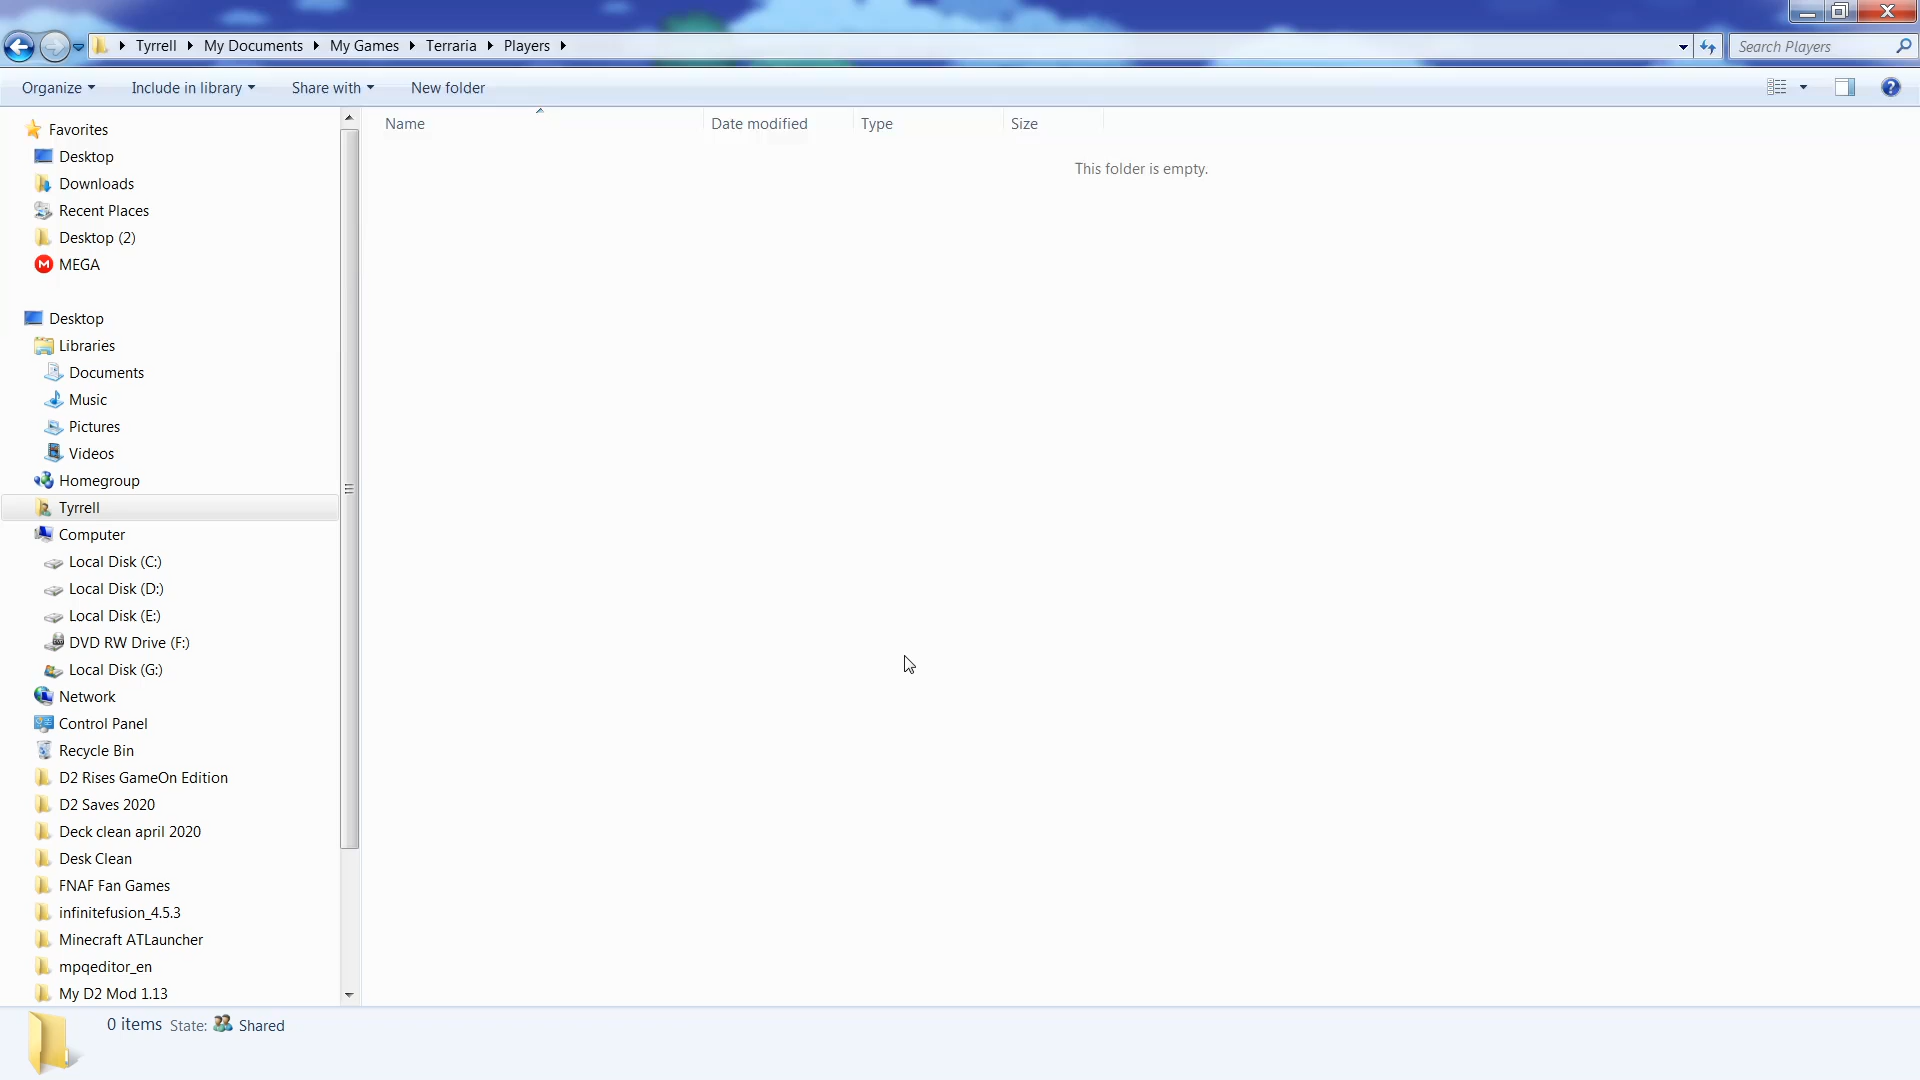 Tyrrell My Documents My Games Terraria Players
Search Players
Organize Include in library Share with New folder
Name Date modified Type Size
This folder is empty.
Favorites
Desktop
Downloads
Recent Places
Desktop (2)
MEGA
Desktop
Libraries
Documents
Music
Pictures
Videos
Homegroup
Tyrrell
Computer
Local Disk (C:)
Local Disk (D:)
Local Disk (E:)
DVD RW Drive (F:)
Local Disk (G:)
Network
Control Panel
Recycle Bin
D2 Rises GameOn Edition
D2 Saves 2020
Deck clean april 2020
Desk Clean
FNAF Fan Games
infinitefusion_4.5.3
Minecraft ATLauncher
mpqeditor_en
My D2 Mod 1.13
0 items State: Shared